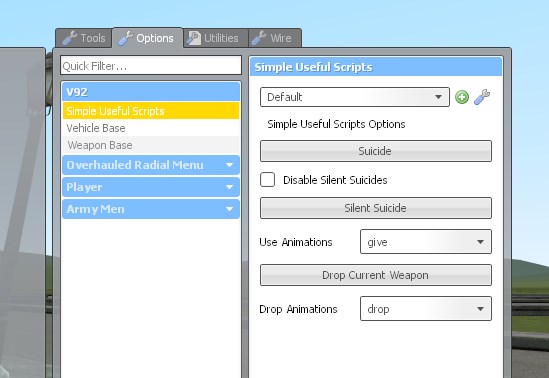 Tools
Options
Utilities
Wire
Quick Filter...
V92
Simple Useful Scripts
Vehicle Base
Weapon Base
Overhauled Radial Menu
Player
Army Men
Simple Useful Scripts
Default
Simple Useful Scripts Options
Suicide
Disable Silent Suicides
Silent Suicide
Use Animations
give
Drop Current Weapon
Drop Animations
drop